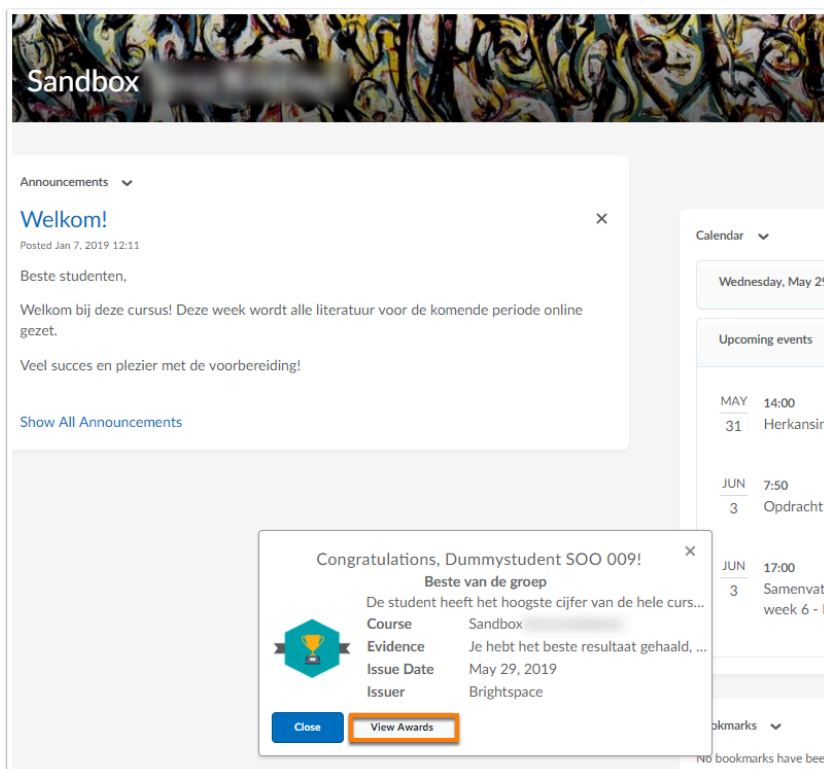 Sandbox
Announcements
Welkom!
Posted Jan 7, 2019 12:11
Beste studenten,
Welkom bij deze cursus! Deze week wordt alle literatuur voor de komende periode online
gezet.
Veel succes en plezier met de voorbereiding!
Show All Announcements
Calendar
Wednesday, May 29
Upcoming events
MAY 14:00
31 Herkansin
JUN 7:50
3 Opdracht
JUN 17:00
3 Samenvat
week 6 -
Congratulations, Dummystudent SOO 009!
Beste van de groep
De student heeft het hoogste cijfer van de hele curs...
Course Sandbox
Evidence Je hebt het beste resultaat gehaald, ...
Issue Date May 29, 2019
Issuer Brightspace
Close View Awards
okmarks
No bookmarks have bee